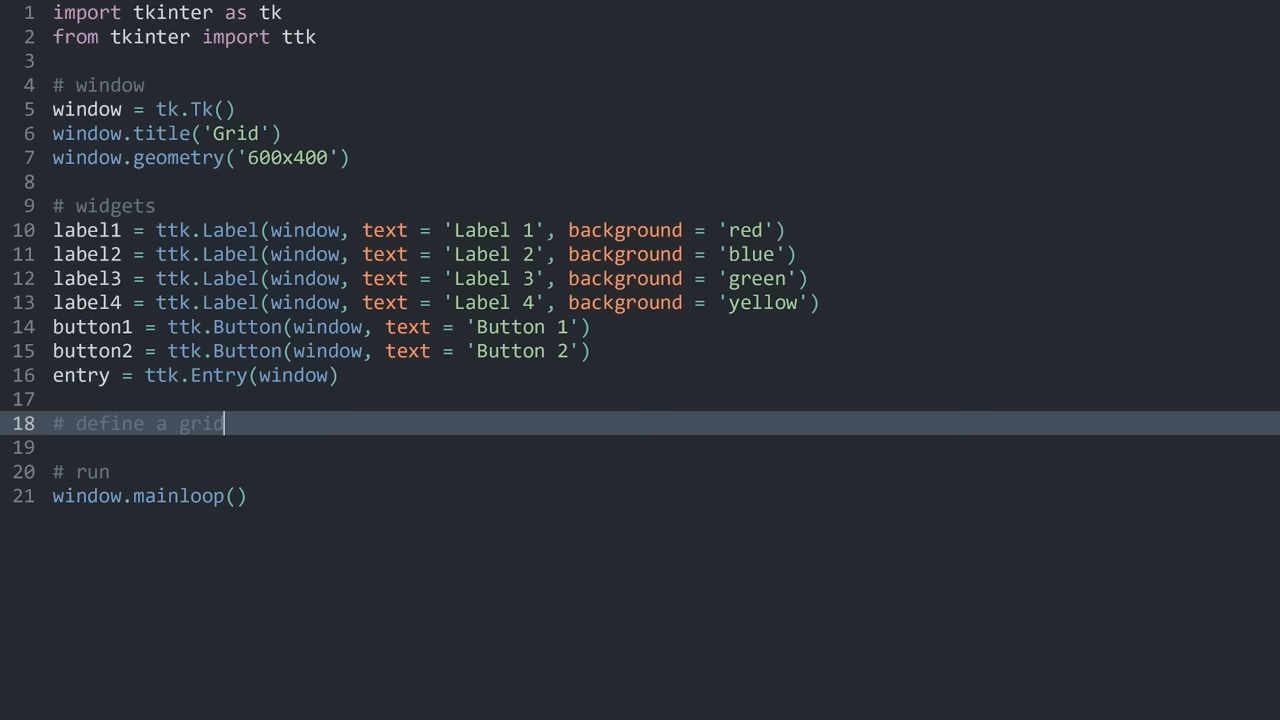 1 import tkinter as tk
2 from tkinter import ttk
3
4 # window
5 window = tk.Tk()
6 window.title('Grid')
7 window.geometry('600x400')
8
9 # widgets
10 label1 = ttk.Label(window, text = 'Label 1', background = 'red')
11 label2 = ttk.Label(window, text = 'Label 2', background = 'blue')
12 label3 = ttk.Label(window, text = 'Label 3', background = 'green')
13 label4 = ttk.Label(window, text = 'Label 4', background = 'yellow')
14 button1 = ttk.Button(window, text = 'Button 1')
15 button2 = ttk.Button(window, text = 'Button 2')
16 entry = ttk.Entry(window)
17
18 # define a grid
19
20 # run
21 window.mainloop()